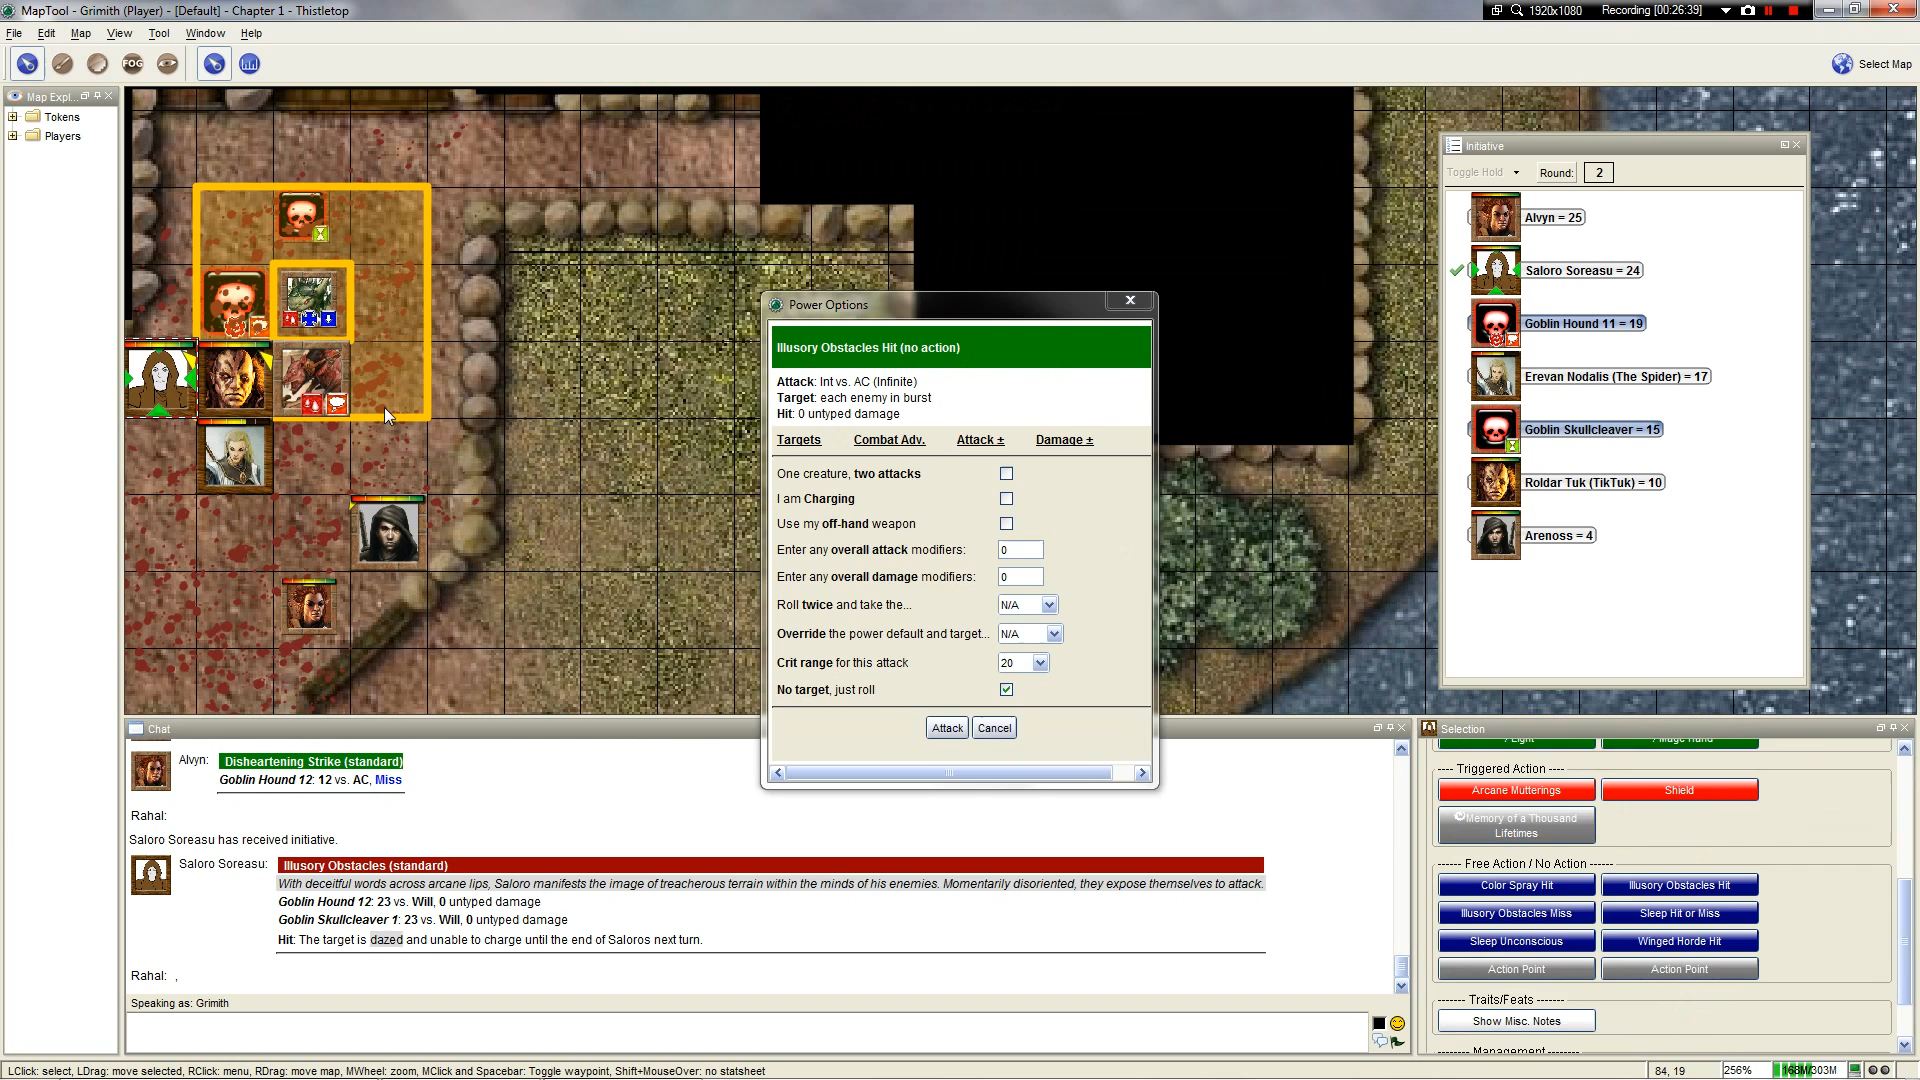 MapTool - Grimith (Player) - [Default] - Chapter 1 - Thistletop
1920x1080 Recording [00:26:39]
File Edit Map View Tool Window Help
FOG
Select Map
Map Expl...
Tokens
Players
Initiative
Toggle Hold Round: 2
Alvyn = 25
Saloro Soreasu = 24
Goblin Hound 11 = 19
Erevan Nodalis (The Spider) = 17
Goblin Skullcleaver = 15
Roldar Tuk (TikTuk) = 10
Arenoss = 4
Power Options
Illusory Obstacles Hit (no action)
Attack: Int vs. AC (Infinite)
Target: each enemy in burst
Hit: 0 untyped damage
Targets Combat Adv. Attack ± Damage ±
One creature, two attacks
I am Charging
Use my off-hand weapon
Enter any overall attack modifiers: 0
Enter any overall damage modifiers: 0
Roll twice and take the... N/A
Override the power default and target... N/A
Crit range for this attack 20
No target, just roll
Attack Cancel
Chat
Alvyn: Disheartening Strike (standard)
Goblin Hound 12: 12 vs. AC, Miss
Rahal:
Saloro Soreasu has received initiative.
Saloro Soreasu: Illusory Obstacles (standard)
With deceitful words across arcane lips, Saloro manifests the image of treacherous terrain within the minds of his enemies. Momentarily disoriented, they expose themselves to attack.
Goblin Hound 12: 23 vs. Will, 0 untyped damage
Goblin Skullcleaver 1: 23 vs. Will, 0 untyped damage
Hit: The target is dazed and unable to charge until the end of Saloros next turn.
Rahal: ,
Speaking as: Grimith
Selection
---- Triggered Action ----
Arcane Mutterings Shield
Memory of a Thousand
Lifetimes
----- Free Action / No Action -----
Color Spray Hit Illusory Obstacles Hit
Illusory Obstacles Miss Sleep Hit or Miss
Sleep Unconscious Winged Horde Hit
Action Point Action Point
------- Traits/Feats -------
Show Misc. Notes
------- Management -------
LClick: select, LDrag: move selected, RClick: menu, RDrag: move map, MWheel: zoom, MClick and Spacebar: Toggle waypoint, Shift+MouseOver: no statsheet
84, 19 256% 168M/303M